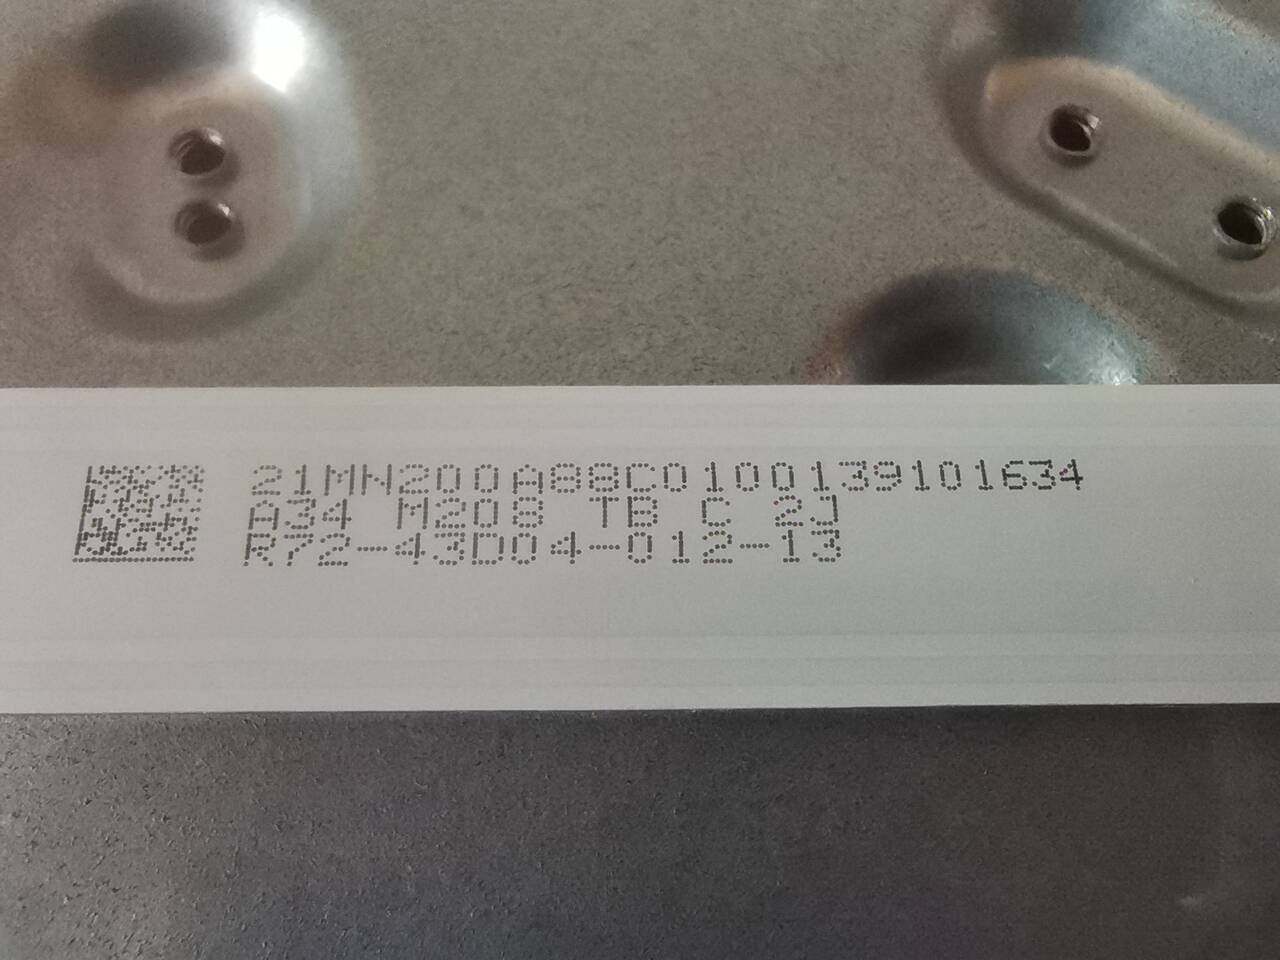 21MN200A88C0100139101634
A34 M208 TB C 2J
R72-43D04-012-13